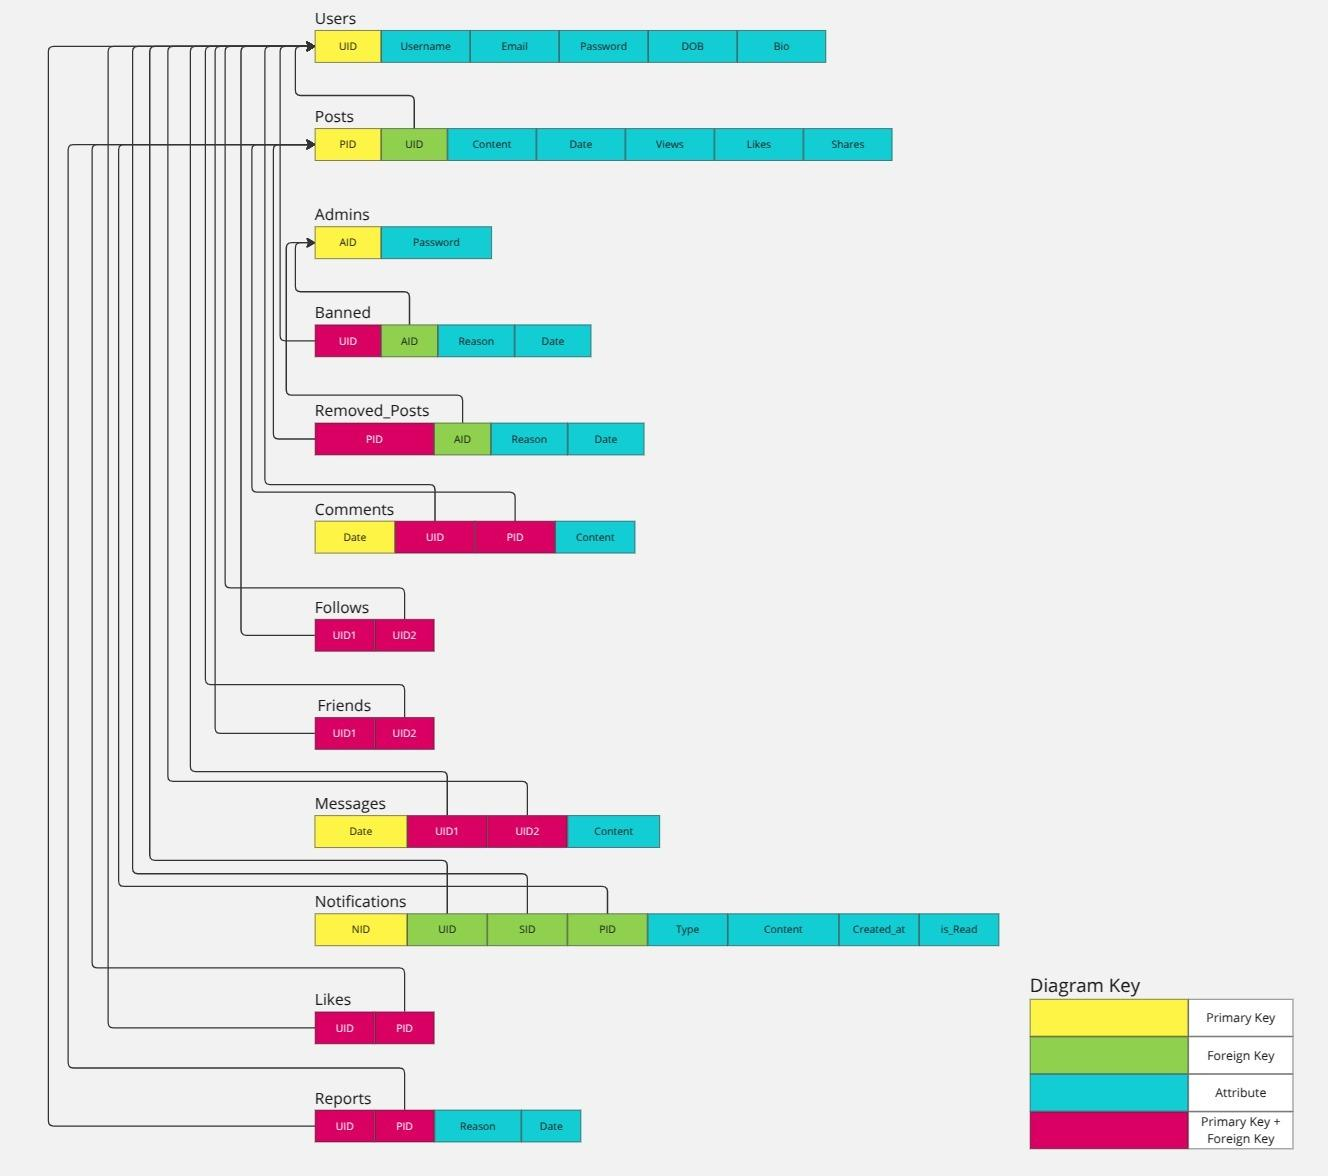 Users
UID Username Email Password DOB Bio
Posts
PID UID Content Date Views Likes Shares
Admins
AID Password
Banned
UID AID Reason Date
Removed_Posts
PID AID Reason Date
Comments
Date UID PID Content
Follows
UID1 UID2
Friends
UID1 UID2
Messages
Date UID1 UID2 Content
Notifications
NID UID SID PID Type Content Created_at is_Read
Likes
UID PID
Reports
UID PID Reason Date
Diagram Key
Primary Key
Foreign Key
Attribute
Primary Key +
Foreign Key